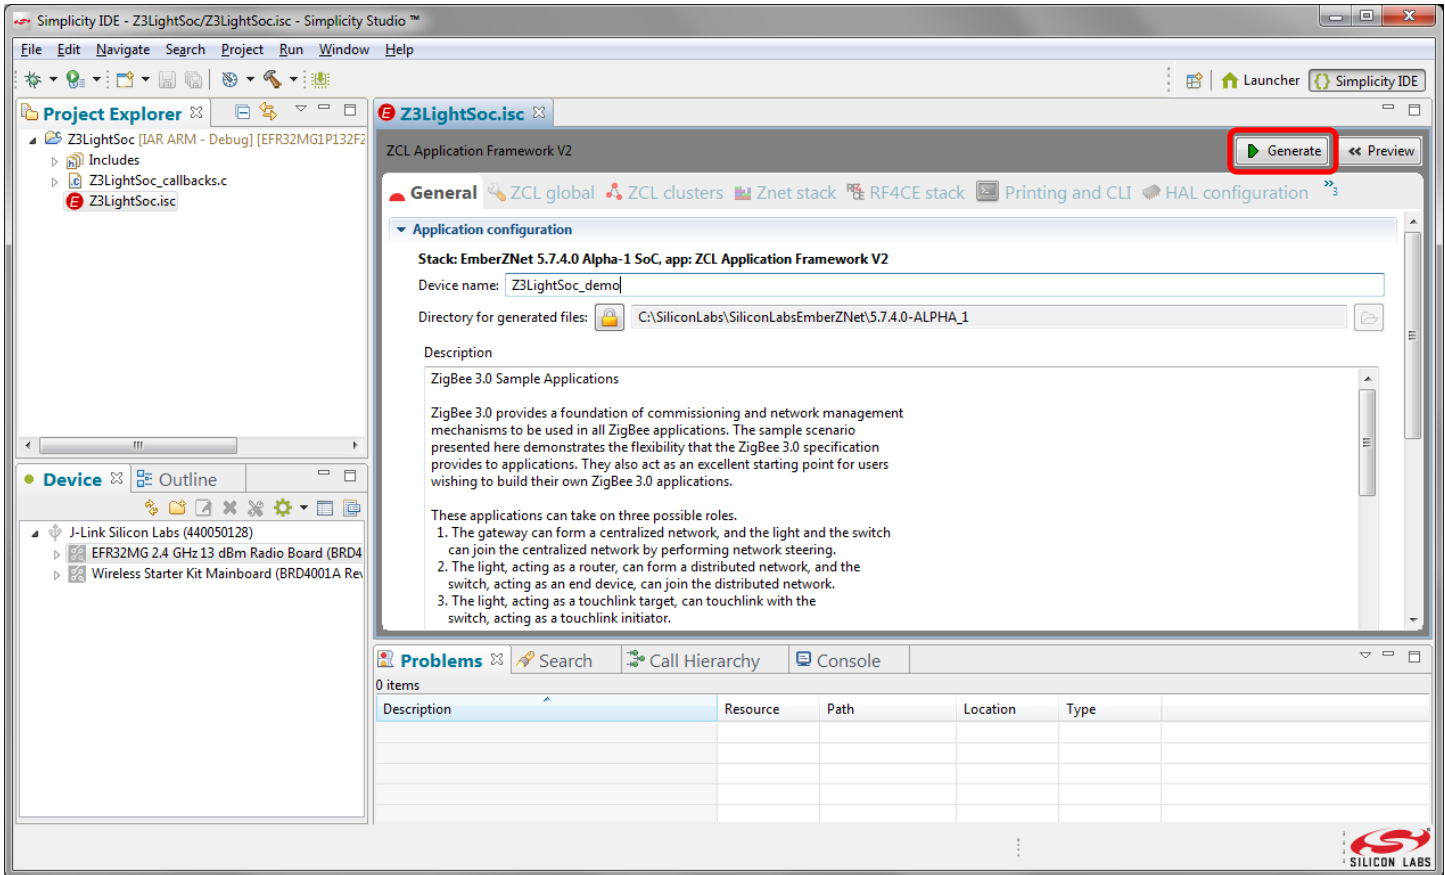 Simplicity IDE - Z3LightSoc/Z3LightSoc.isc - Simplicity Studio ™
File Edit Navigate Search Project Run Window Help
Launcher Simplicity IDE
Project Explorer
Z3LightSoc [IAR ARM - Debug] [EFR32MG1P132F2
Includes
Z3LightSoc_callbacks.c
Z3LightSoc.isc
Z3LightSoc.isc
ZCL Application Framework V2
Generate
Preview
General ZCL global ZCL clusters Znet stack RF4CE stack Printing and CLI HAL configuration »3
Application configuration
Stack: EmberZNet 5.7.4.0 Alpha-1 SoC, app: ZCL Application Framework V2
Device name: Z3LightSoc_demo
Directory for generated files: C:\SiliconLabs\SiliconLabsEmberZNet\5.7.4.0-ALPHA_1
Description
ZigBee 3.0 Sample Applications
ZigBee 3.0 provides a foundation of commissioning and network management
mechanisms to be used in all ZigBee applications. The sample scenario
presented here demonstrates the flexibility that the ZigBee 3.0 specification
provides to applications. They also act as an excellent starting point for users
wishing to build their own ZigBee 3.0 applications.
These applications can take on three possible roles.
1. The gateway can form a centralized network, and the light and the switch
can join the centralized network by performing network steering.
2. The light, acting as a router, can form a distributed network, and the
switch, acting as an end device, can join the distributed network.
3. The light, acting as a touchlink target, can touchlink with the
switch, acting as a touchlink initiator.
Device Outline
J-Link Silicon Labs (440050128)
EFR32MG 2.4 GHz 13 dBm Radio Board (BRD4
Wireless Starter Kit Mainboard (BRD4001A Rev
Problems Search Call Hierarchy Console
0 items
Description Resource Path Location Type
SILICON LABS